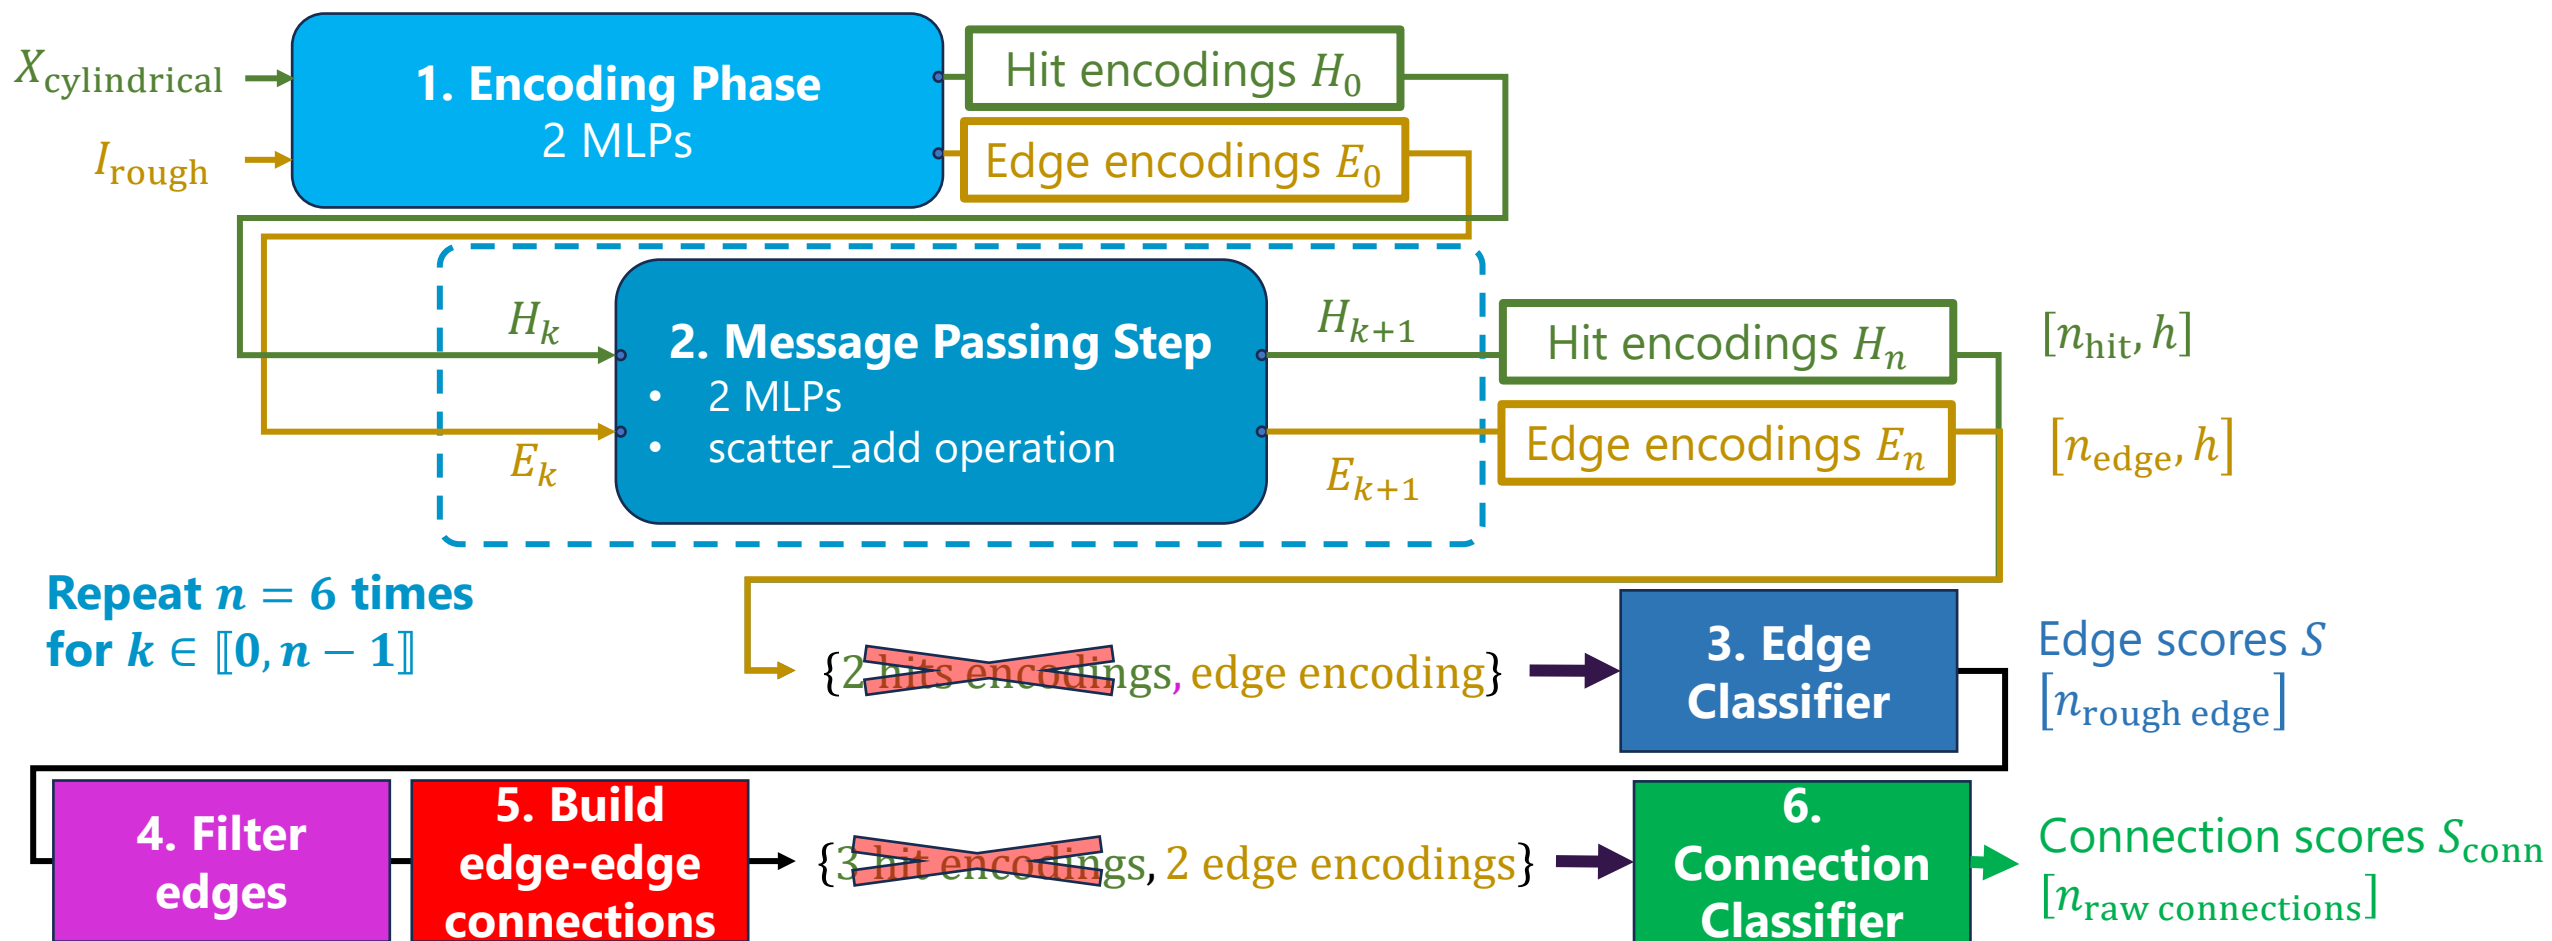 X_cylindrical
I_rough
1. Encoding Phase
2 MLPs
Hit encodings H_0
Edge encodings E_0
H_k
E_k
2. Message Passing Step
• 2 MLPs
• scatter_add operation
H_{k+1}
E_{k+1}
Hit encodings H_n
Edge encodings E_n
[n_hit, h]
[n_edge, h]
Repeat n = 6 times
for k ∈ ⟦0, n − 1⟧
{2 hits encodings, edge encoding}
3. Edge
Classifier
Edge scores S
[n_rough edge]
4. Filter
edges
5. Build
edge-edge
connections
{3 hit encodings, 2 edge encodings}
6.
Connection
Classifier
Connection scores S_conn
[n_raw connections]